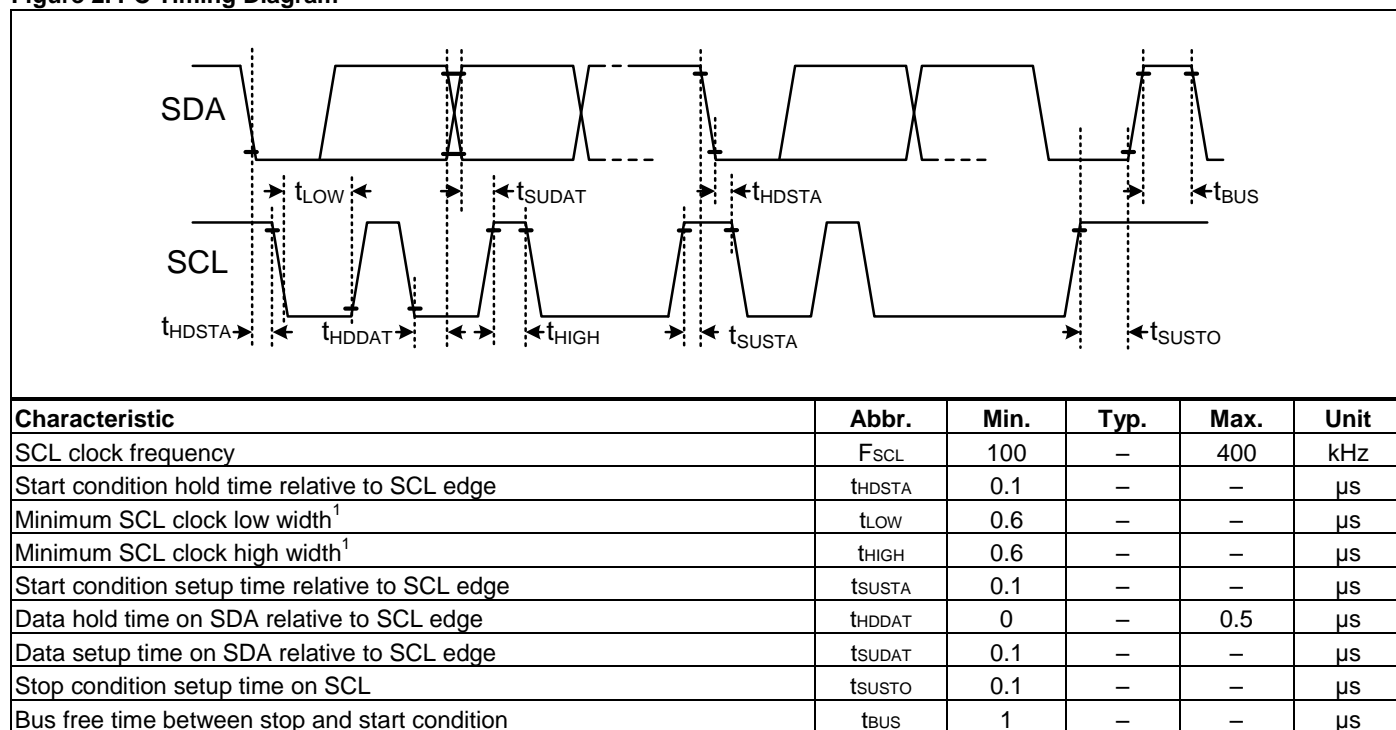 SDA
tLOW tSUDAT tHDSTA tBUS
SCL
tHDSTA tHDDAT tHIGH tSUSTA tSUSTO
Characteristic Abbr. Min. Typ. Max. Unit
SCL clock frequency FSCL 100 – 400 kHz
Start condition hold time relative to SCL edge tHDSTA 0.1 – – µs
Minimum SCL clock low width¹ tLOW 0.6 – – µs
Minimum SCL clock high width¹ tHIGH 0.6 – – µs
Start condition setup time relative to SCL edge tSUSTA 0.1 – – µs
Data hold time on SDA relative to SCL edge tHDDAT 0 – 0.5 µs
Data setup time on SDA relative to SCL edge tSUDAT 0.1 – – µs
Stop condition setup time on SCL tSUSTO 0.1 – – µs
Bus free time between stop and start condition tBUS 1 – – µs